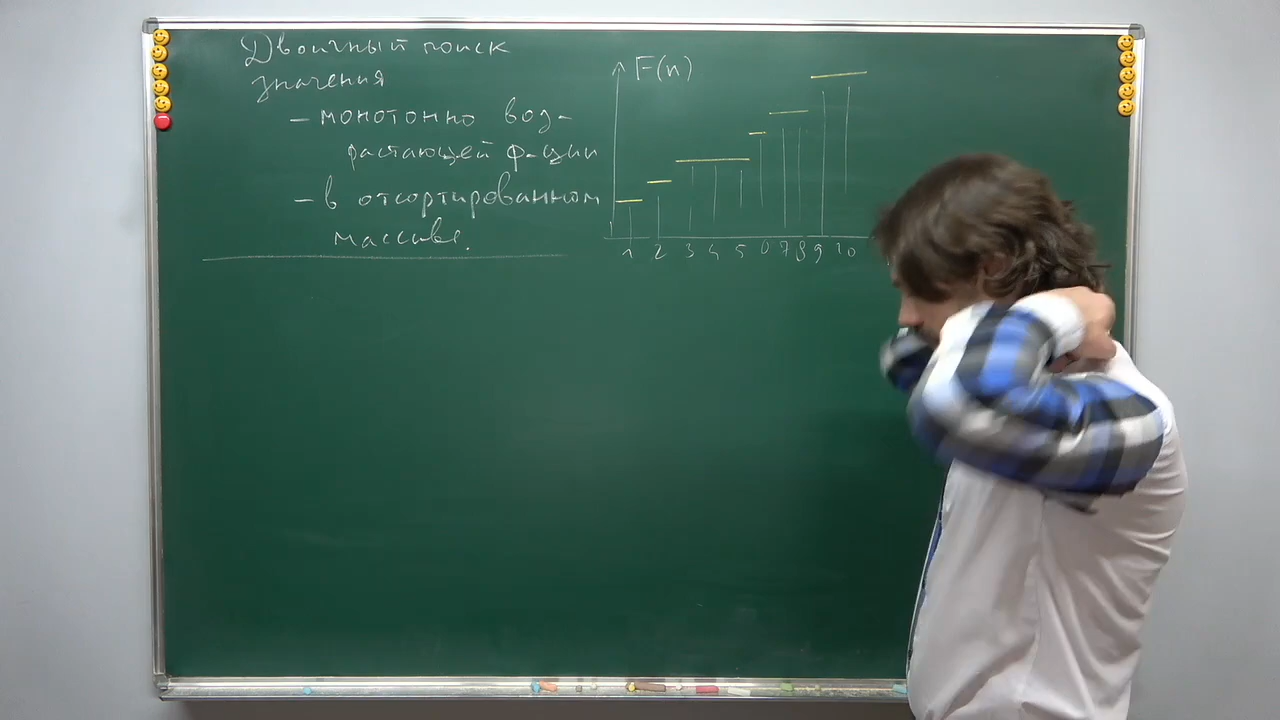 Двоичный поиск
значения
– монотонно воз-
растающей ф-ции
– в отсортированном
массиве.
F(n)
1 2 3 4 5 6 7 8 9 10